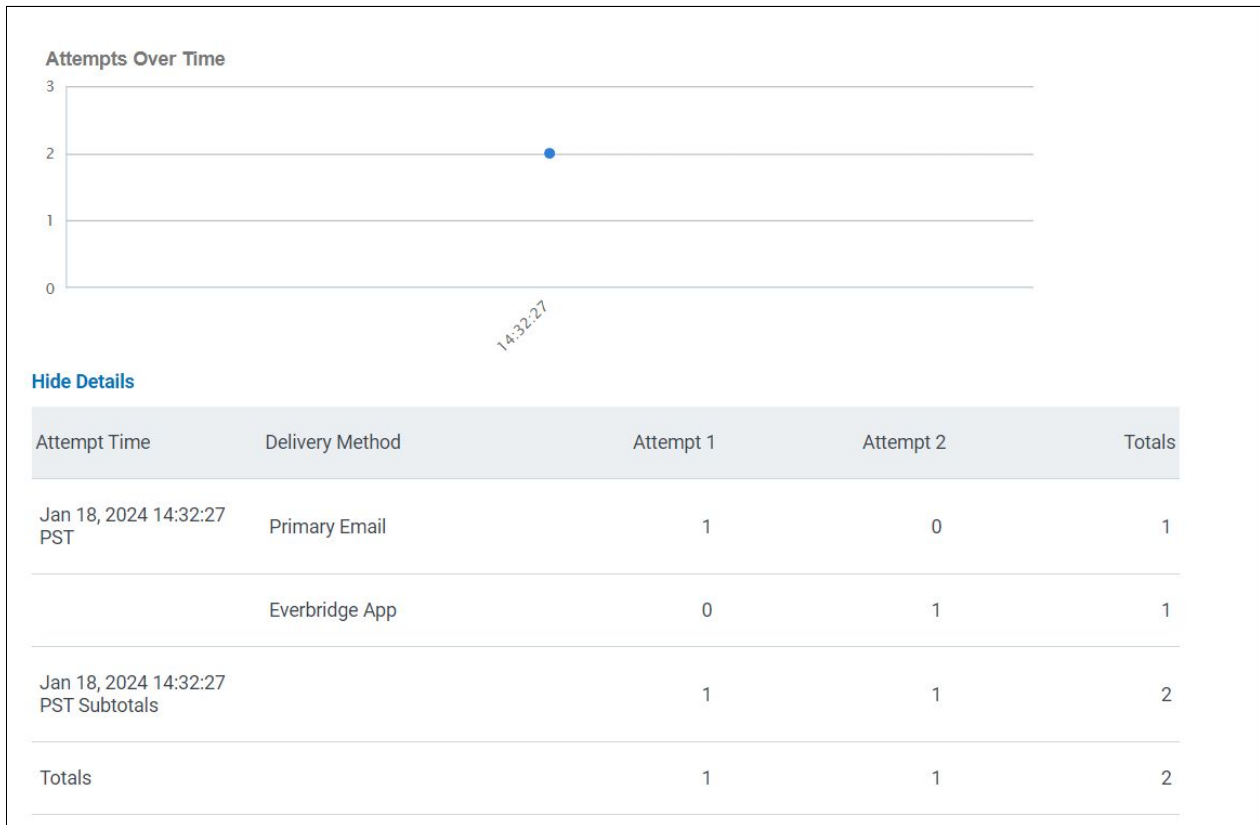 Attempts Over Time
3
2
1
0
14:32:27
Hide Details
Attempt Time Delivery Method Attempt 1 Attempt 2 Totals
Jan 18, 2024 14:32:27
PST
Primary Email 1 0 1
Everbridge App 0 1 1
Jan 18, 2024 14:32:27
PST Subtotals
1 1 2
Totals 1 1 2